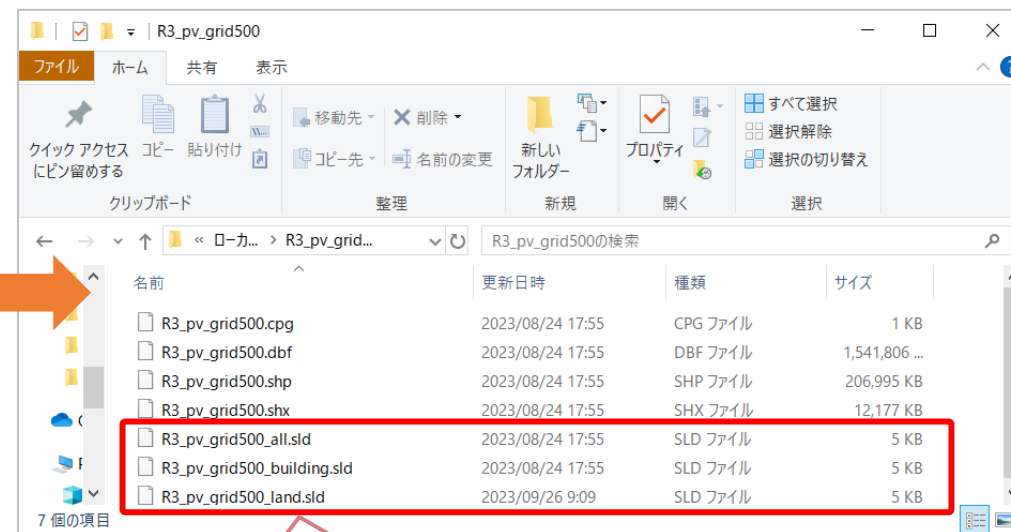 R3_pv_grid500
ファイル ホーム 共有 表示
クイック アクセス
にピン留めする
コピー
貼り付け
移動先
コピー先
削除
名前の変更
新しい
フォルダー
プロパティ
すべて選択
選択解除
選択の切り替え
クリップボード 整理 新規 開く 選択
« ローカ... > R3_pv_grid... R3_pv_grid500の検索
名前 更新日時 種類 サイズ
R3_pv_grid500.cpg 2023/08/24 17:55 CPG ファイル 1 KB
R3_pv_grid500.dbf 2023/08/24 17:55 DBF ファイル 1,541,806 ...
R3_pv_grid500.shp 2023/08/24 17:55 SHP ファイル 206,995 KB
R3_pv_grid500.shx 2023/08/24 17:55 SHX ファイル 12,177 KB
R3_pv_grid500_all.sld 2023/08/24 17:55 SLD ファイル 5 KB
R3_pv_grid500_building.sld 2023/08/24 17:55 SLD ファイル 5 KB
R3_pv_grid500_land.sld 2023/09/26 9:09 SLD ファイル 5 KB
7 個の項目